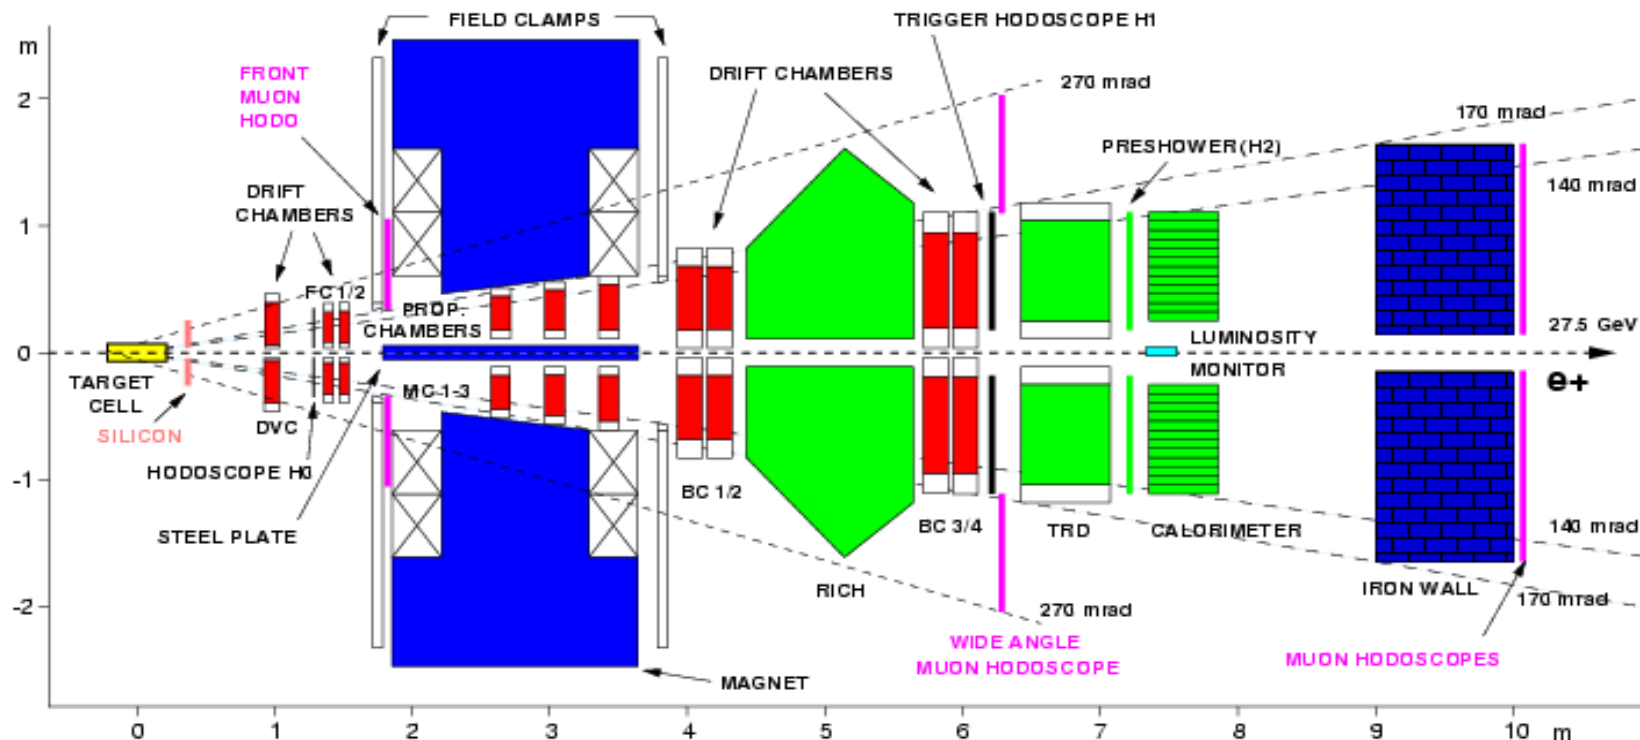 FIELD CLAMPS
TRIGGER HODOSCOPE H1
m
FRONT
MUON
HODO
DRIFT CHAMBERS
270 mrad
2
170 mrad
PRESHOWER(H2)
DRIFT
CHAMBERS
140 mrad
1
FC 1/2
PROP.
CHAMBERS
27.5 GeV
LUMINOSITY
MONITOR
0
e+
TARGET
CELL
MC 1-3
SILICON
DVC
HODOSCOPE H0
-1
BC 1/2
STEEL PLATE
BC 3/4
TRD
CALORIMETER
140 mrad
RICH
IRON WALL
170 mrad
-2
270 mrad
WIDE ANGLE
MUON HODOSCOPE
MUON HODOSCOPES
MAGNET
0 1 2 3 4 5 6 7 8 9 10 m